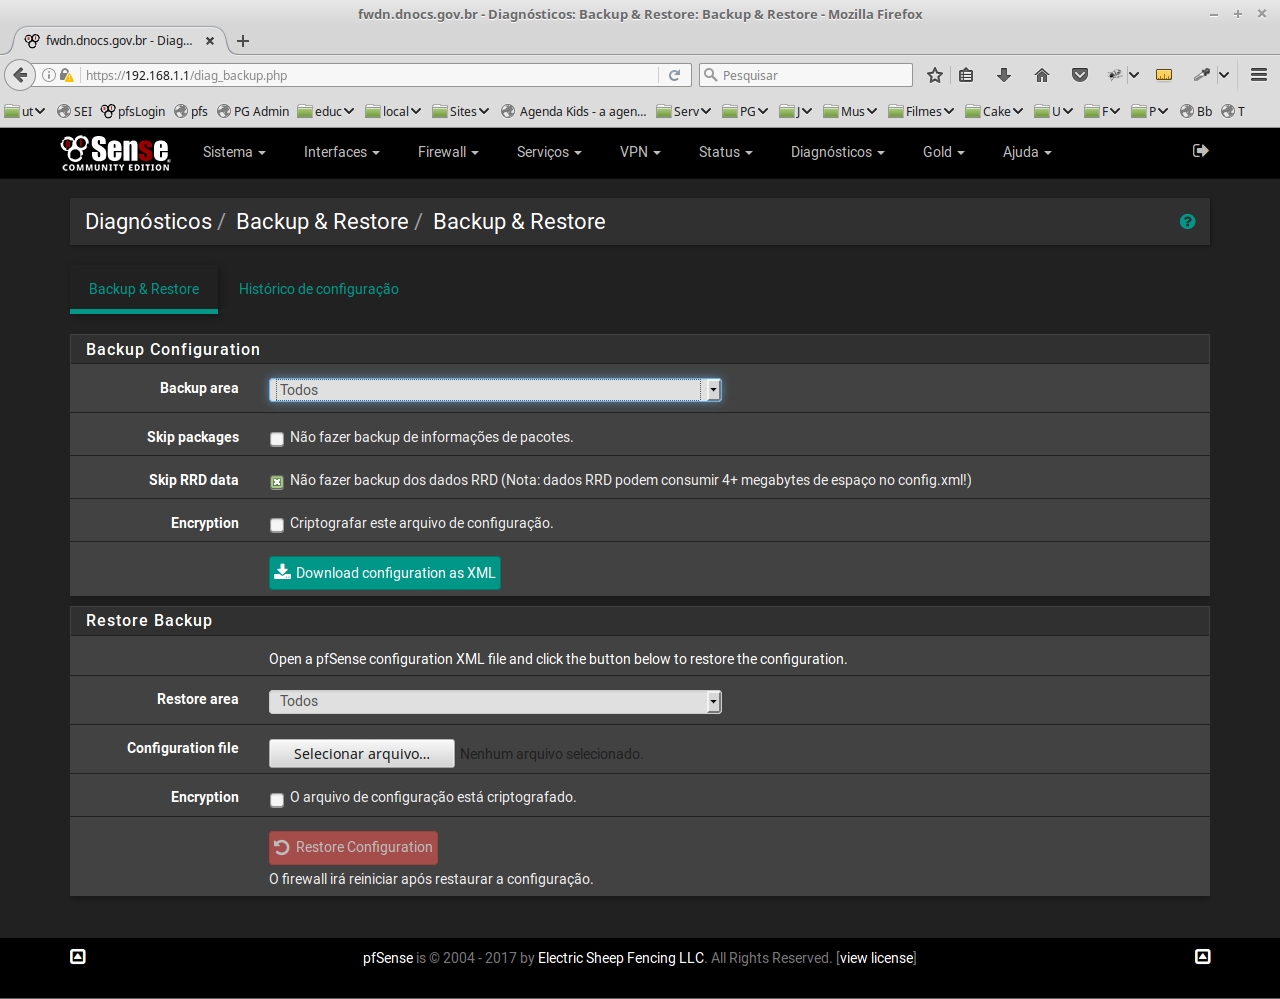 fwdn.dnocs.gov.br - Diagnósticos: Backup & Restore: Backup & Restore - Mozilla Firefox
fwdn.dnocs.gov.br - Diag...
https://192.168.1.1/diag_backup.php
Pesquisar
ut SEI pfsLogin pfs PG Admin educ local Sites Agenda Kids - a agen... Serv PG J Mus Filmes Cake U F P Bb T
Sense
COMMUNITY EDITION
Sistema Interfaces Firewall Serviços VPN Status Diagnósticos Gold Ajuda
Diagnósticos / Backup & Restore / Backup & Restore
Backup & Restore Histórico de configuração
Backup Configuration
Backup area Todos
Skip packages Não fazer backup de informações de pacotes.
Skip RRD data Não fazer backup dos dados RRD (Nota: dados RRD podem consumir 4+ megabytes de espaço no config.xml!)
Encryption Criptografar este arquivo de configuração.
Download configuration as XML
Restore Backup
Open a pfSense configuration XML file and click the button below to restore the configuration.
Restore area Todos
Configuration file Selecionar arquivo... Nenhum arquivo selecionado.
Encryption O arquivo de configuração está criptografado.
Restore Configuration
O firewall irá reiniciar após restaurar a configuração.
pfSense is © 2004 - 2017 by Electric Sheep Fencing LLC. All Rights Reserved. [view license]